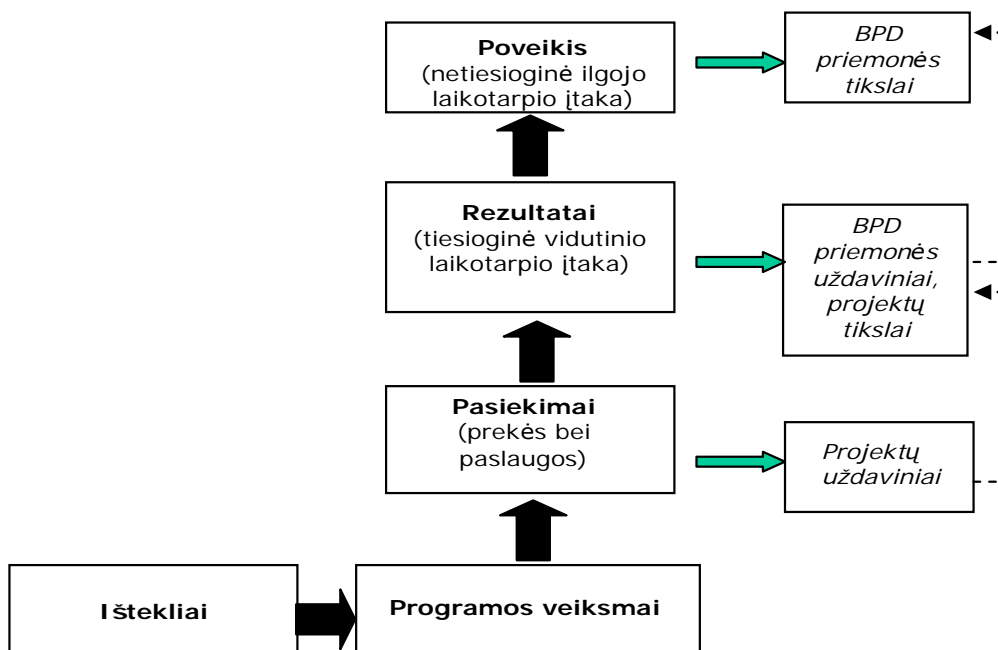 Poveikis
(netiesioginė ilgojo
laikotarpio įtaka)
BPD
priemonės
tikslai
Rezultatai
(tiesioginė vidutinio
laikotarpio įtaka)
BPD
priemonės
uždaviniai,
projektų
tikslai
Pasiekimai
(prekės bei
paslaugos)
Projektų
uždaviniai
Ištekliai
Programos veiksmai